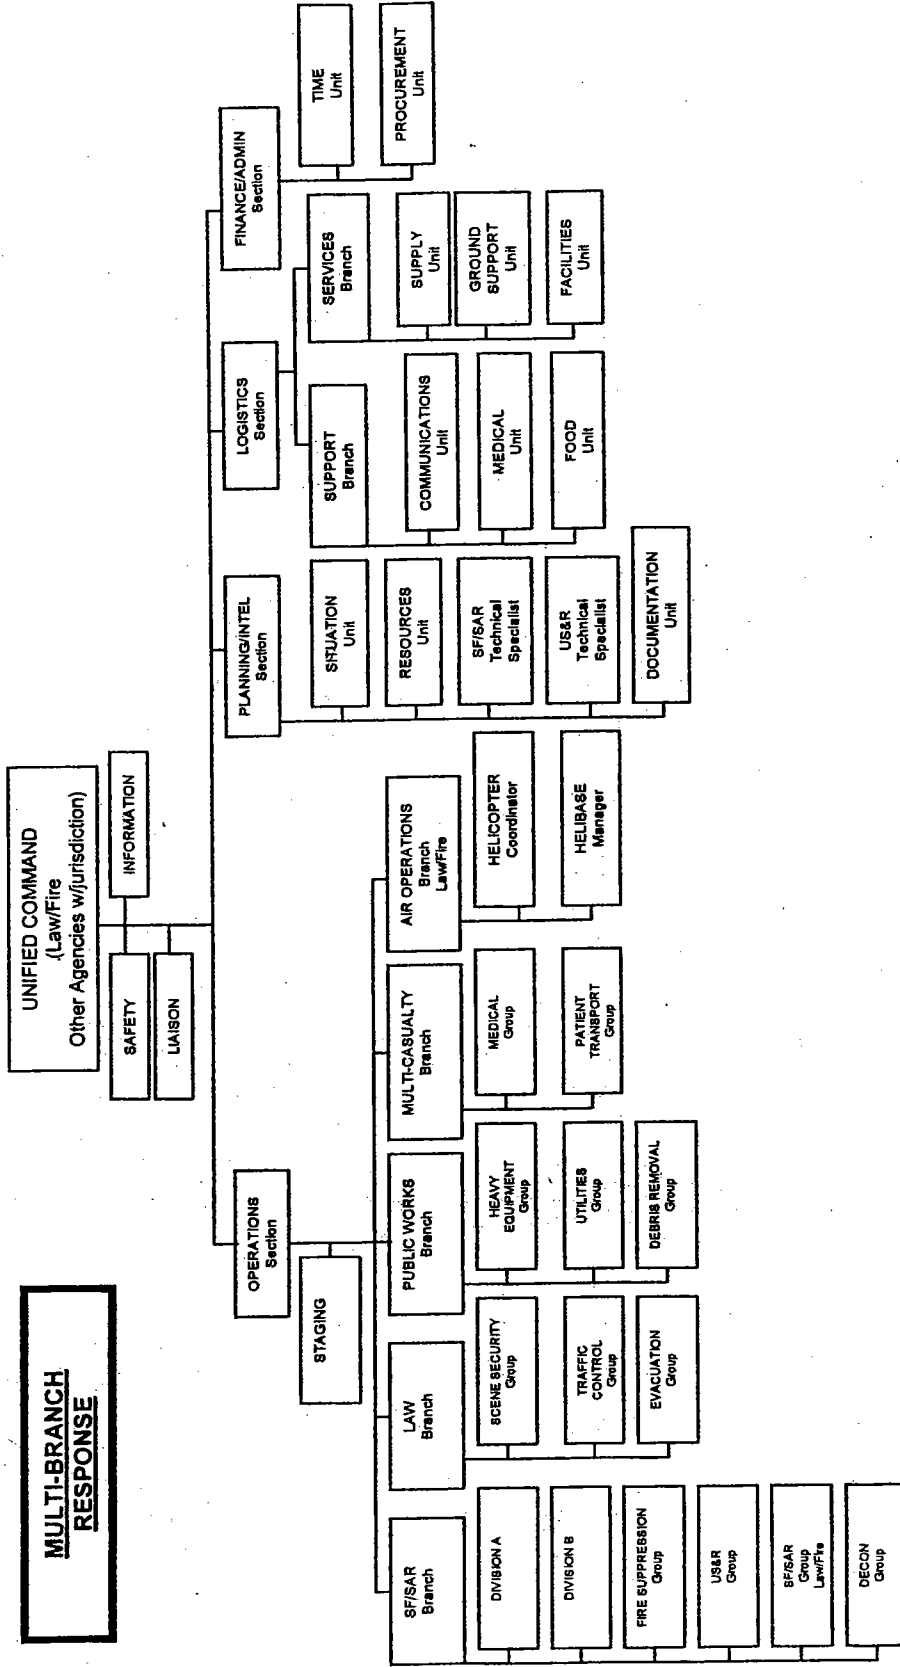 MULTI-BRANCH
RESPONSE
UNIFIED COMMAND
.(Law/Fire
Other Agencies w/jurisdiction)
SAFETY
INFORMATION
LIAISON
OPERATIONS
Section
PLANNING/INTEL
Section
LOGISTICS
Section
FINANCE/ADMIN
Section
STAGING
SF/SAR
Branch
DIVISION A
DIVISION B
FIRE SUPPRESSION
Group
US&R
Group
SF/SAR
Group
Law/Fire
DECON
Group
LAW
Branch
SCENE SECURITY
Group
TRAFFIC
CONTROL
Group
EVACUATION
Group
PUBLIC WORKS
Branch
HEAVY
EQUIPMENT
Group
UTILITIES
Group
DEBRIS REMOVAL
Group
MULTI-CASUALTY
Branch
MEDICAL
Group
PATIENT
TRANSPORT
Group
AIR OPERATIONS
Branch
Law/Fire
HELICOPTER
Coordinator
HELIBASE
Manager
SITUATION
Unit
RESOURCES
Unit
SF/SAR
Technical
Specialist
US&R
Technical
Specialist
DOCUMENTATION
Unit
SUPPORT
Branch
COMMUNICATIONS
Unit
MEDICAL
Unit
FOOD
Unit
SERVICES
Branch
SUPPLY
Unit
GROUND
SUPPORT
Unit
FACILITIES
Unit
TIME
Unit
PROCUREMENT
Unit